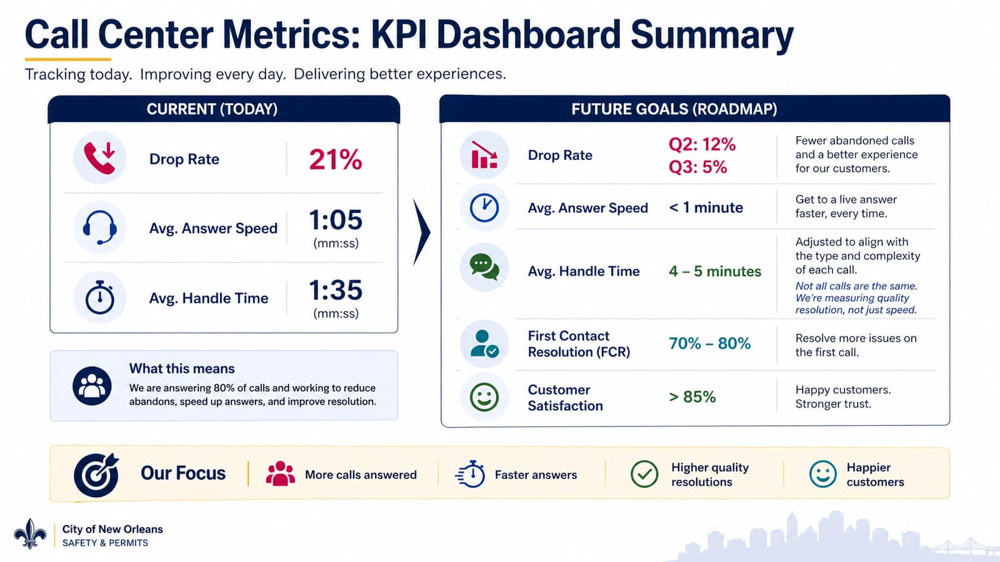 Call Center Metrics: KPI Dashboard Summary
Tracking today. Improving every day. Delivering better experiences.
CURRENT (TODAY)
Drop Rate
21%
Avg. Answer Speed
1:05
(mm:ss)
Avg. Handle Time
1:35
(mm:ss)
What this means
We are answering 80% of calls and working to reduce
abandons, speed up answers, and improve resolution.
FUTURE GOALS (ROADMAP)
Drop Rate
Q2: 12%
Q3: 5%
Fewer abandoned calls
and a better experience
for our customers.
Avg. Answer Speed
< 1 minute
Get to a live answer
faster, every time.
Avg. Handle Time
4 – 5 minutes
Adjusted to align with
the type and complexity
of each call.
Not all calls are the same.
We're measuring quality
resolution, not just speed.
First Contact
Resolution (FCR)
70% – 80%
Resolve more issues on
the first call.
Customer
Satisfaction
> 85%
Happy customers.
Stronger trust.
Our Focus
More calls answered
Faster answers
Higher quality
resolutions
Happier
customers
City of New Orleans
SAFETY & PERMITS